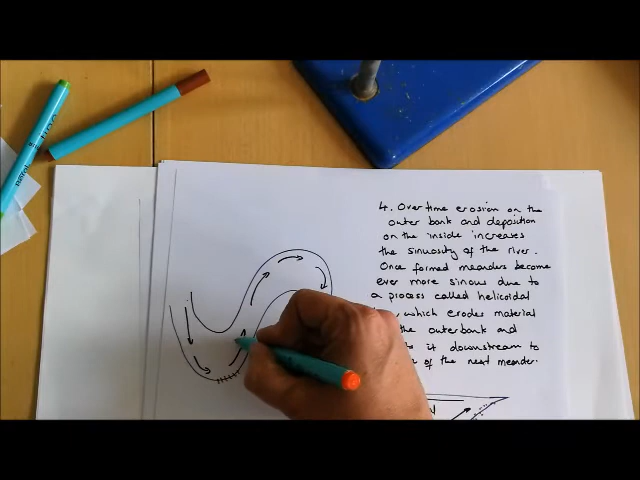 4. Over time erosion on the
outer bank and deposition
on the inside increases
the sinuosity of the river.
Once formed meanders become
ever more sinous due to
a process called helicoidal
which erodes material
the outerbank and
it downstream to
of the next meander.